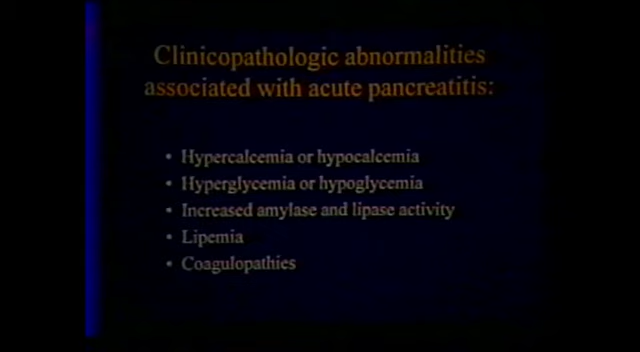 Clinicopathologic abnormalities
associated with acute pancreatitis:
• Hypercalcemia or hypocalcemia
• Hyperglycemia or hypoglycemia
• Increased amylase and lipase activity
• Lipemia
• Coagulopathies